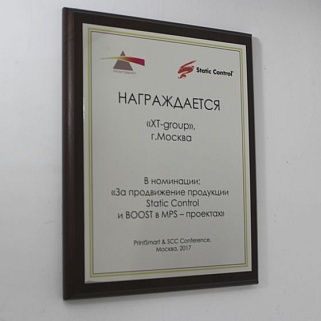 Static Control
НАГРАЖДАЕТСЯ
«XT-group»,
г.Москва
В номинации:
«За продвижение продукции
Static Control
и BOOST в MPS – проектах»
PrintSmart & SCC Conference,
Москва, 2017